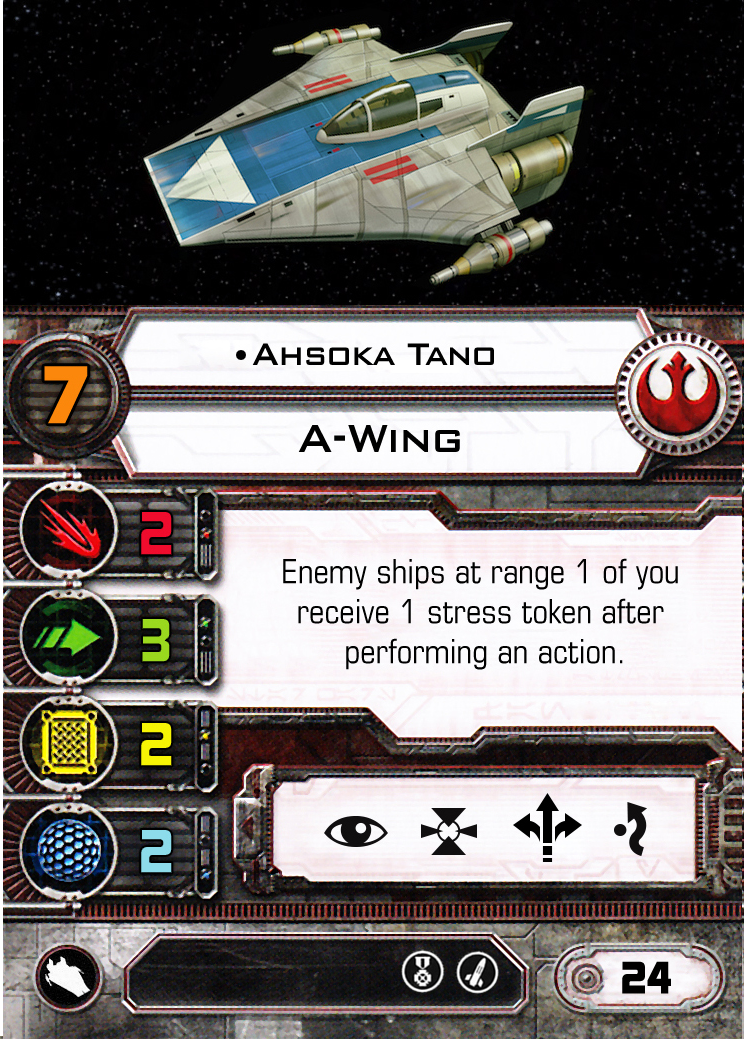 •Ahsoka Tano
7
A-Wing
2
Enemy ships at range 1 of you
receive 1 stress token after
performing an action.
3
2
2
24